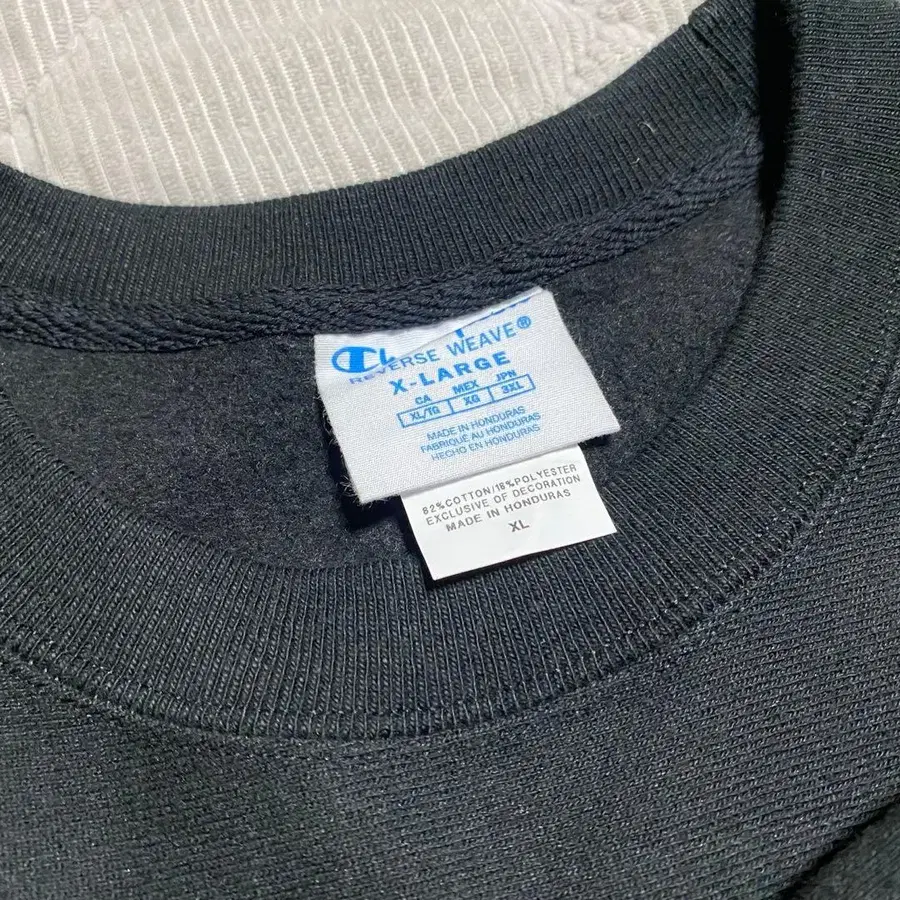 REVERSE WEAVE®
X-LARGE
CA MEX JPN
XL/TG XG 3XL
MADE IN HONDURAS
FABRIQUÉ AU HONDURAS
HECHO EN HONDURAS
82%COTTON/18%POLYESTER
EXCLUSIVE OF DECORATION
MADE IN HONDURAS
XL